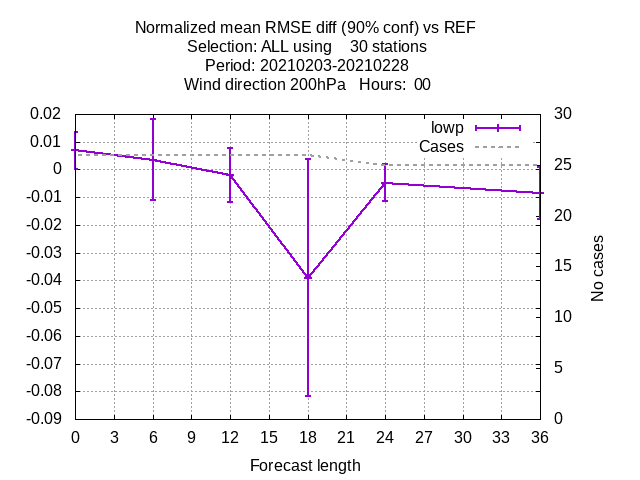 Normalized mean RMSE diff (90% conf) vs REF
Selection: ALL using    30 stations
Period: 20210203-20210228
Wind direction 200hPa   Hours:  00
lowp
Cases
0.02
0.01
0
-0.01
-0.02
-0.03
-0.04
-0.05
-0.06
-0.07
-0.08
-0.09
30
25
20
15
10
5
0
No cases
0 3 6 9 12 15 18 21 24 27 30 33 36
Forecast length